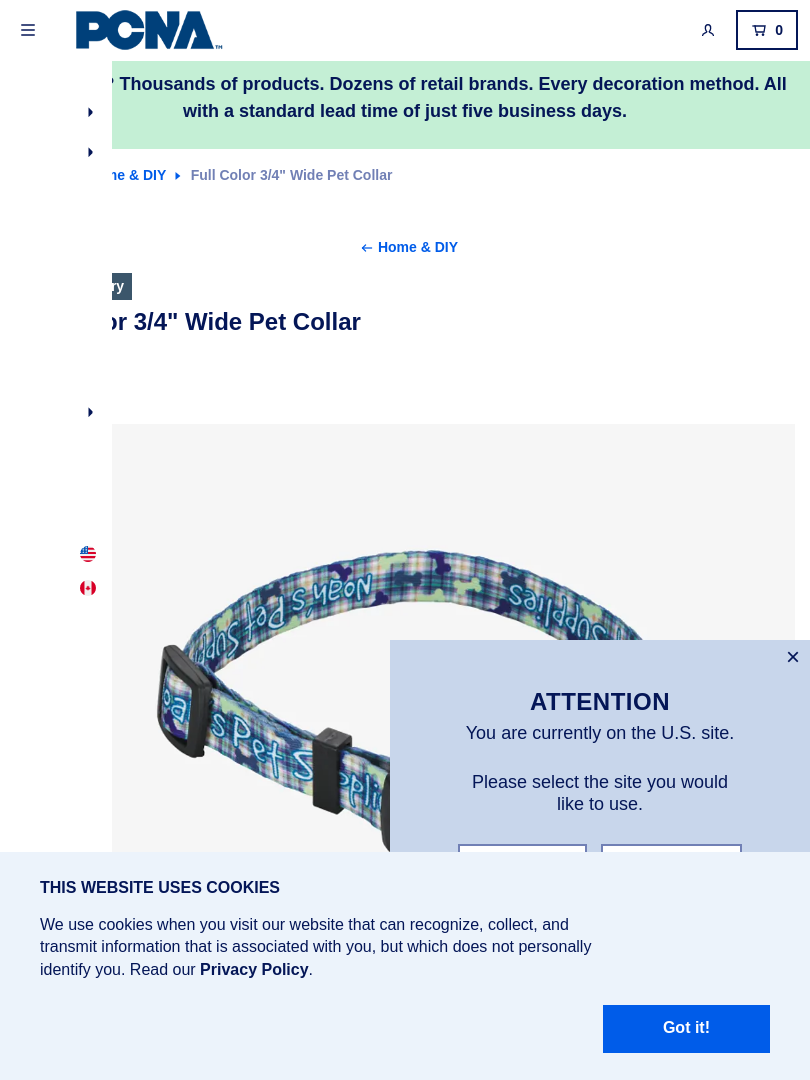 PCNA™
0
? Thousands of products. Dozens of retail brands. Every decoration method. All
with a standard lead time of just five business days.
me & DIY
Full Color 3/4" Wide Pet Collar
Home & DIY
ry
or 3/4" Wide Pet Collar
Noah's Pet Supplies
Supplies
Pet Supplies
ATTENTION
You are currently on the U.S. site.
Please select the site you would
like to use.
THIS WEBSITE USES COOKIES
We use cookies when you visit our website that can recognize, collect, and
transmit information that is associated with you, but which does not personally
identify you. Read our Privacy Policy.
Got it!